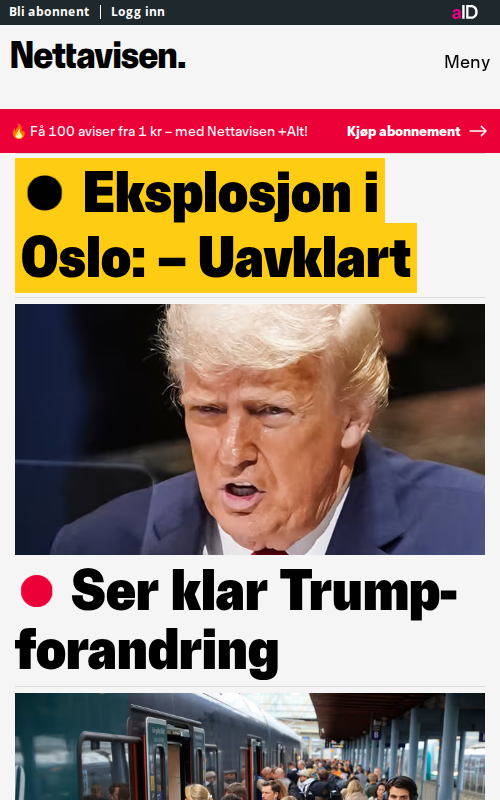 Bli abonnent | Logg inn
aID
Nettavisen.
Meny
🔥 Få 100 aviser fra 1 kr – med Nettavisen +Alt!
Kjøp abonnement →
Eksplosjon i
Oslo: – Uavklart
Ser klar Trump-
forandring